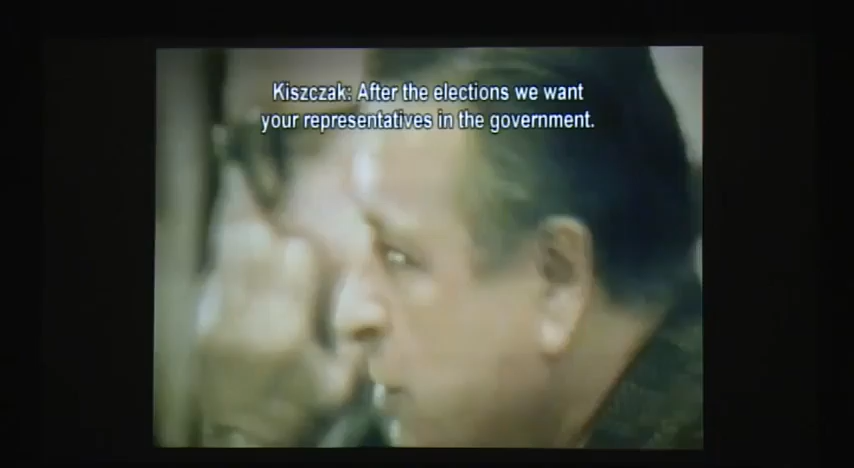 Kiszczak: After the elections we want
your representatives in the government.